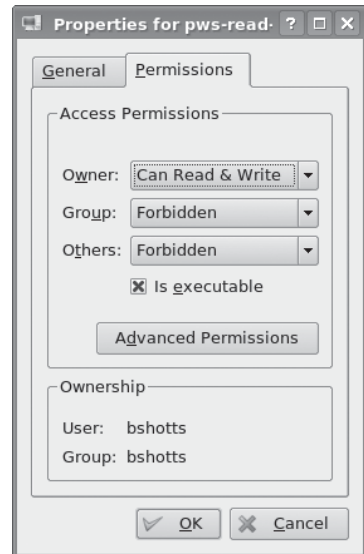 Properties for pws-read-
General Permissions
Access Permissions
Owner: Can Read & Write
Group: Forbidden
Others: Forbidden
Is executable
Advanced Permissions
Ownership
User: bshotts
Group: bshotts
OK Cancel